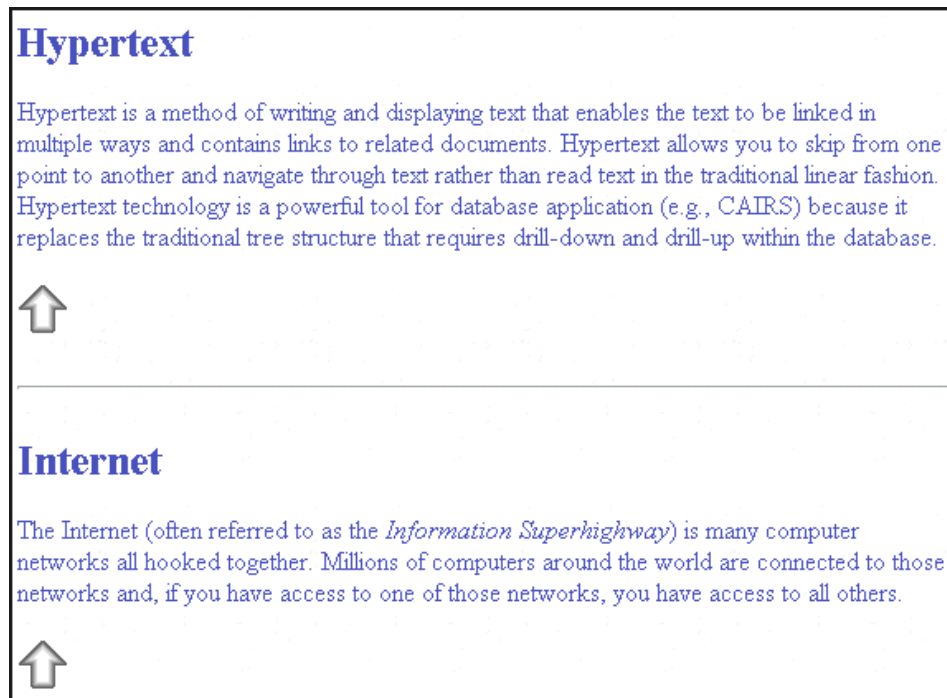 Hypertext
Hypertext is a method of writing and displaying text that enables the text to be linked in
multiple ways and contains links to related documents. Hypertext allows you to skip from one
point to another and navigate through text rather than read text in the traditional linear fashion.
Hypertext technology is a powerful tool for database application (e.g., CAIRS) because it
replaces the traditional tree structure that requires drill-down and drill-up within the database.
Internet
The Internet (often referred to as the Information Superhighway) is many computer
networks all hooked together. Millions of computers around the world are connected to those
networks and, if you have access to one of those networks, you have access to all others.